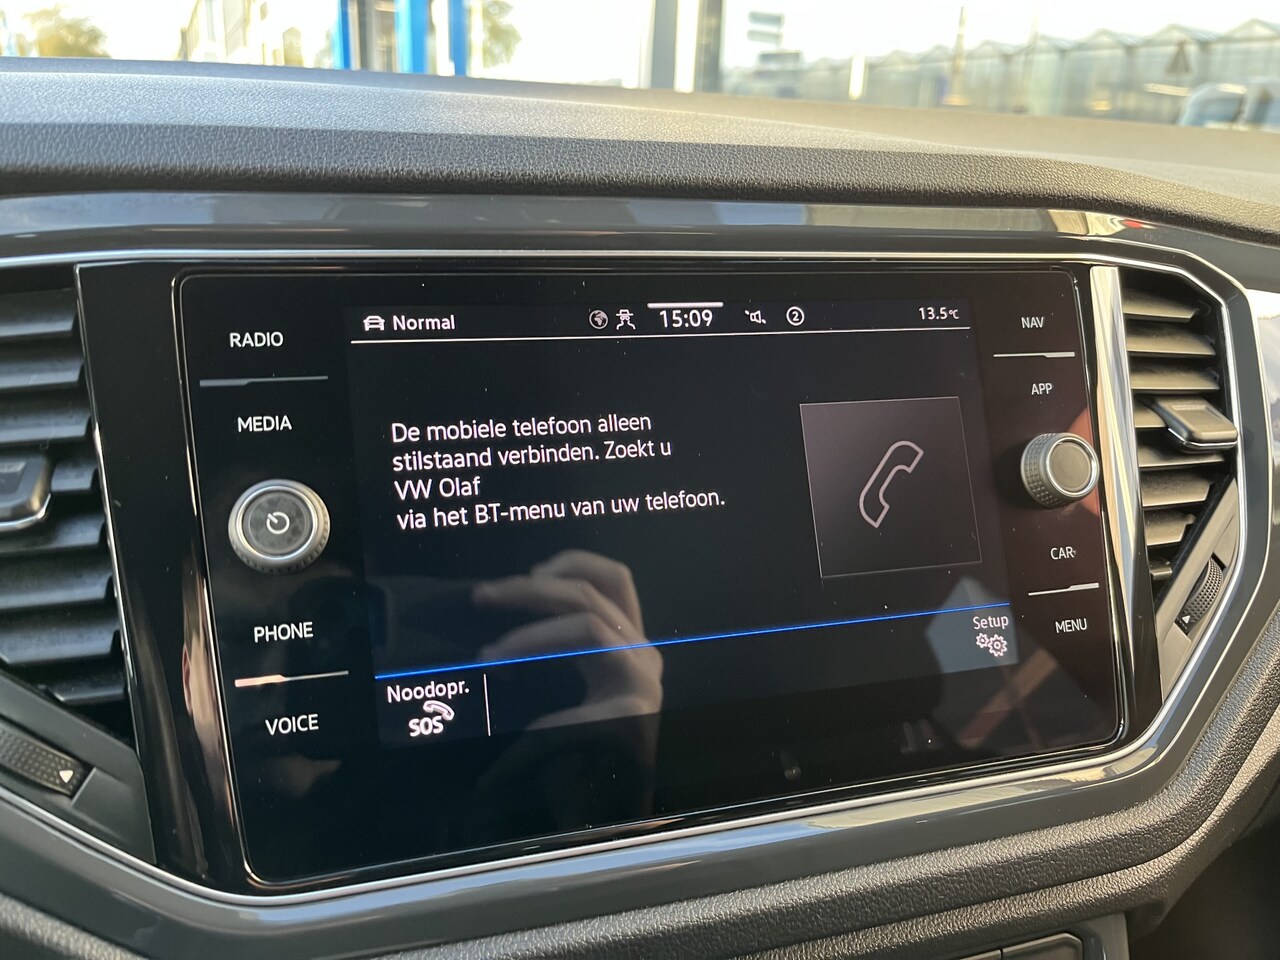 RADIO
MEDIA
PHONE
VOICE
Normal
15:09
2
13.5°C
De mobiele telefoon alleen
stilstaand verbinden. Zoekt u
VW Olaf
via het BT-menu van uw telefoon.
Noodopr.
SOS
Setup
NAV
APP
CAR
MENU